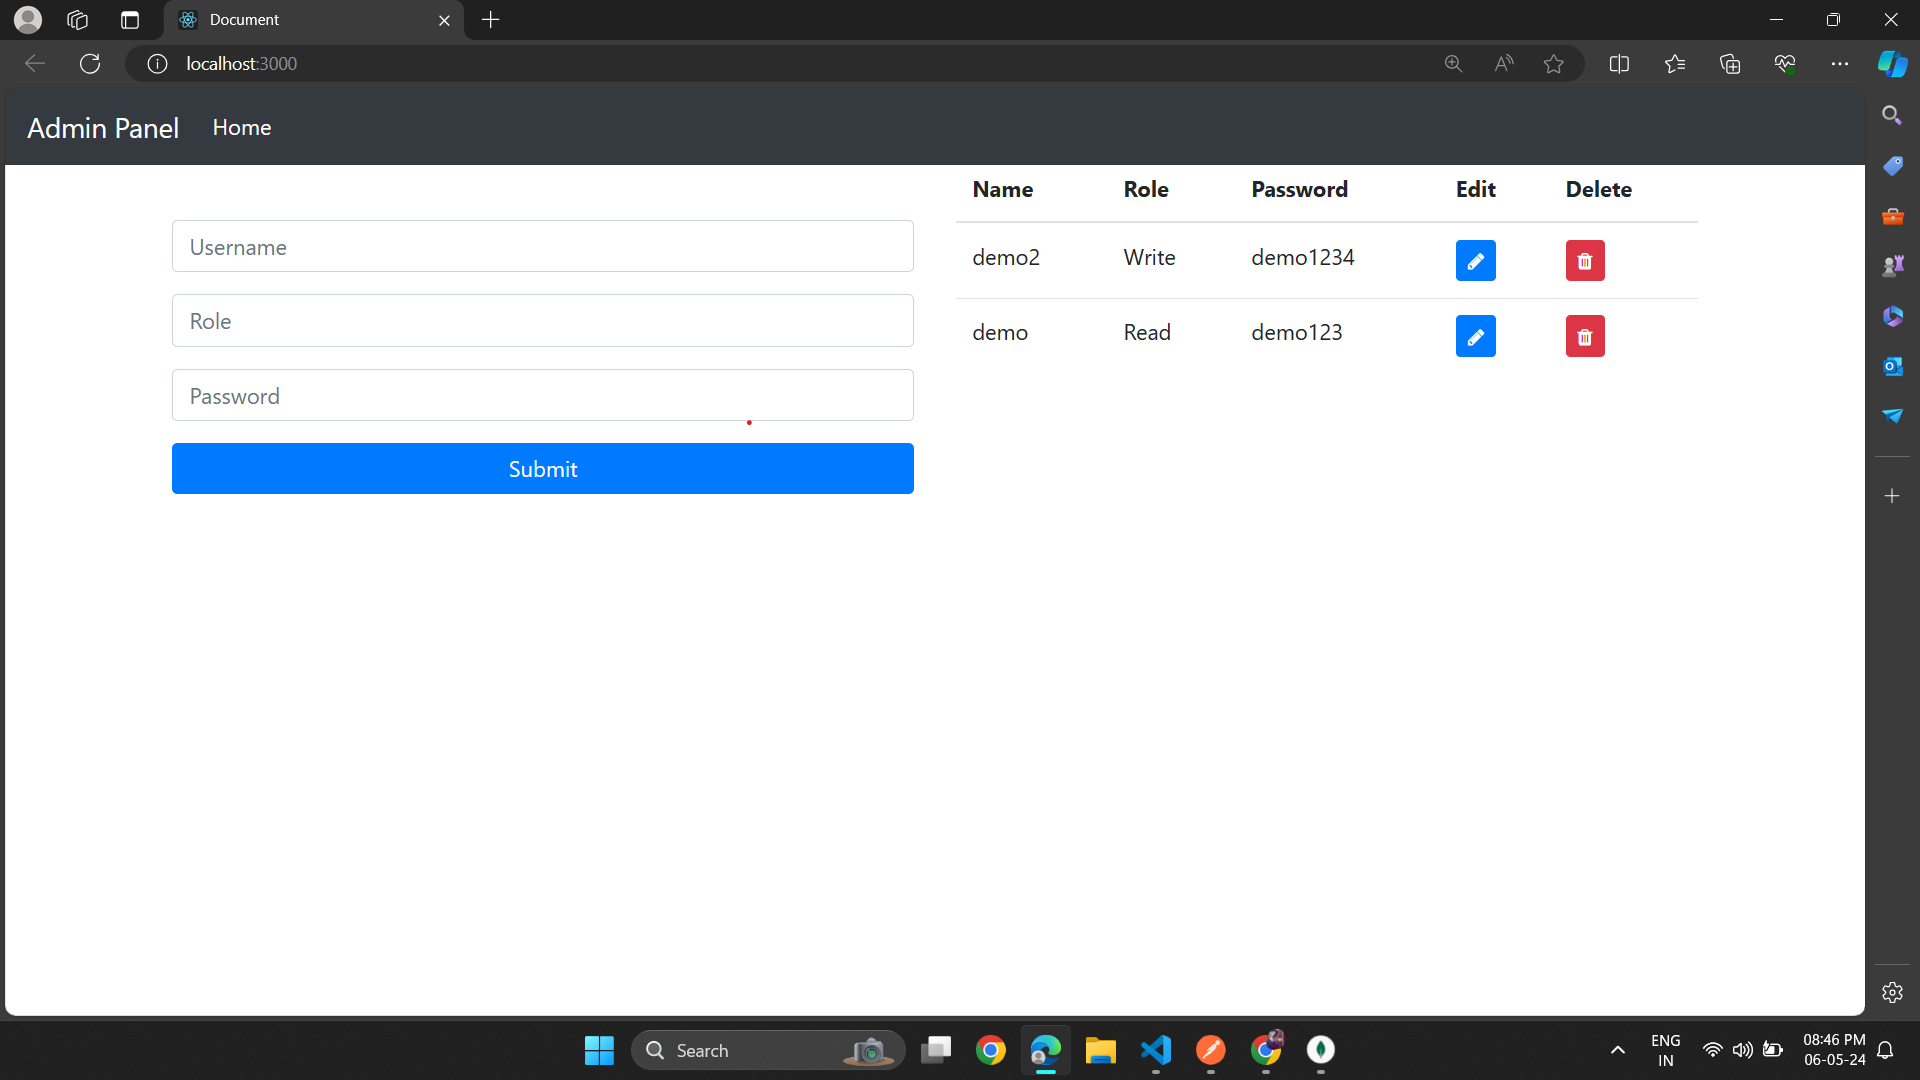 Document
localhost:3000
Admin Panel Home
Name Role Password Edit Delete
Username
demo2 Write demo1234
Role
demo Read demo123
Password
Submit
Search
ENG
IN
08:46 PM
06-05-24